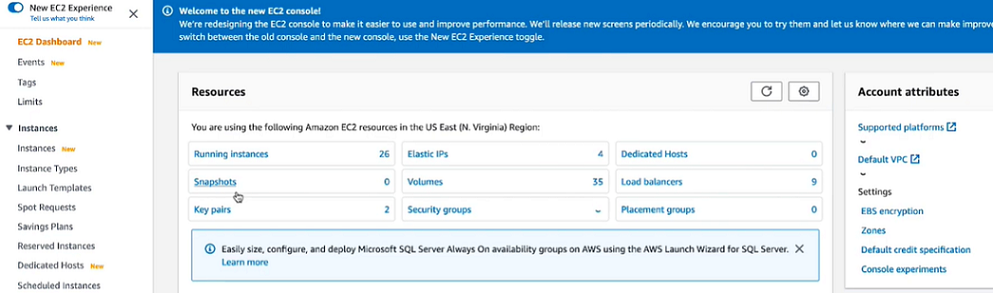 New EC2 Experience
Tell us what you think
EC2 Dashboard New
Events New
Tags
Limits
Instances
Instances New
Instance Types
Launch Templates
Spot Requests
Savings Plans
Reserved Instances
Dedicated Hosts New
Scheduled Instances
Welcome to the new EC2 console!
We're redesigning the EC2 console to make it easier to use and improve performance. We'll release new screens periodically. We encourage you to try them and let us know where we can make improve
switch between the old console and the new console, use the New EC2 Experience toggle.
Resources
You are using the following Amazon EC2 resources in the US East (N. Virginia) Region:
Running instances 26 Elastic IPs 4 Dedicated Hosts 0
Snapshots 0 Volumes 35 Load balancers 9
Key pairs 2 Security groups Placement groups 0
Easily size, configure, and deploy Microsoft SQL Server Always On availability groups on AWS using the AWS Launch Wizard for SQL Server.
Learn more
Account attributes
Supported platforms
Default VPC
Settings
EBS encryption
Zones
Default credit specification
Console experiments